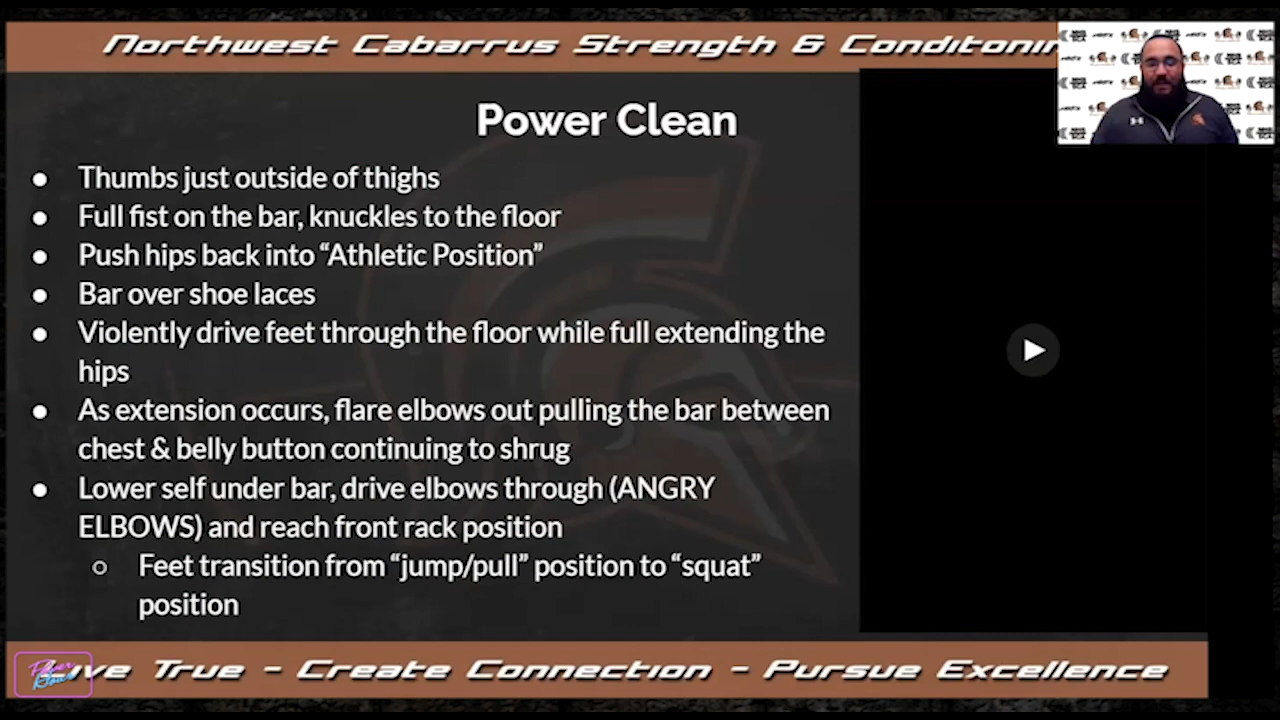 Northwest Cabarrus Strength & Conditonin
Power Clean
● Thumbs just outside of thighs
● Full fist on the bar, knuckles to the floor
● Push hips back into “Athletic Position”
● Bar over shoe laces
● Violently drive feet through the floor while full extending the
hips
● As extension occurs, flare elbows out pulling the bar between
chest & belly button continuing to shrug
● Lower self under bar, drive elbows through (ANGRY
ELBOWS) and reach front rack position
○ Feet transition from “jump/pull” position to “squat”
position
ve True - Create Connection - Pursue Excellence